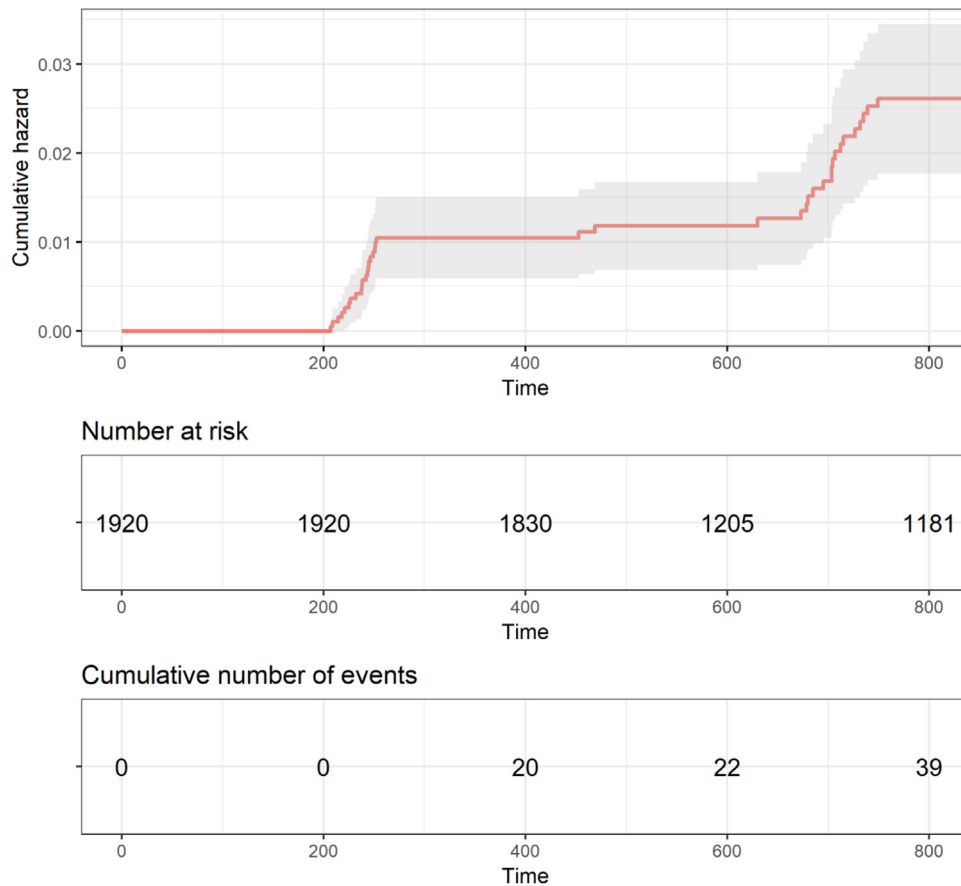 Cumulative hazard
0.03
0.02
0.01
0.00
0 200 400 600 800
Time
Number at risk
1920 1920 1830 1205 1181
0 200 400 600 800
Time
Cumulative number of events
0 0 20 22 39
0 200 400 600 800
Time